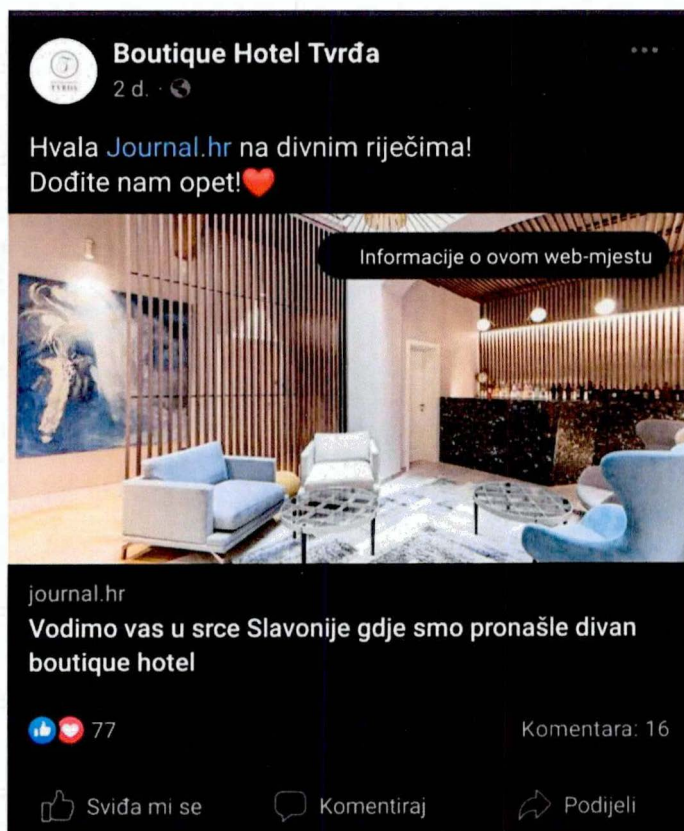 Boutique Hotel Tvrđa
2 d.
Hvala Journal.hr na divnim riječima!
Dođite nam opet!❤️
Informacije o ovom web-mjestu
journal.hr
Vodimo vas u srce Slavonije gdje smo pronašle divan
boutique hotel
77
Komentara: 16
Sviđa mi se
Komentiraj
Podijeli